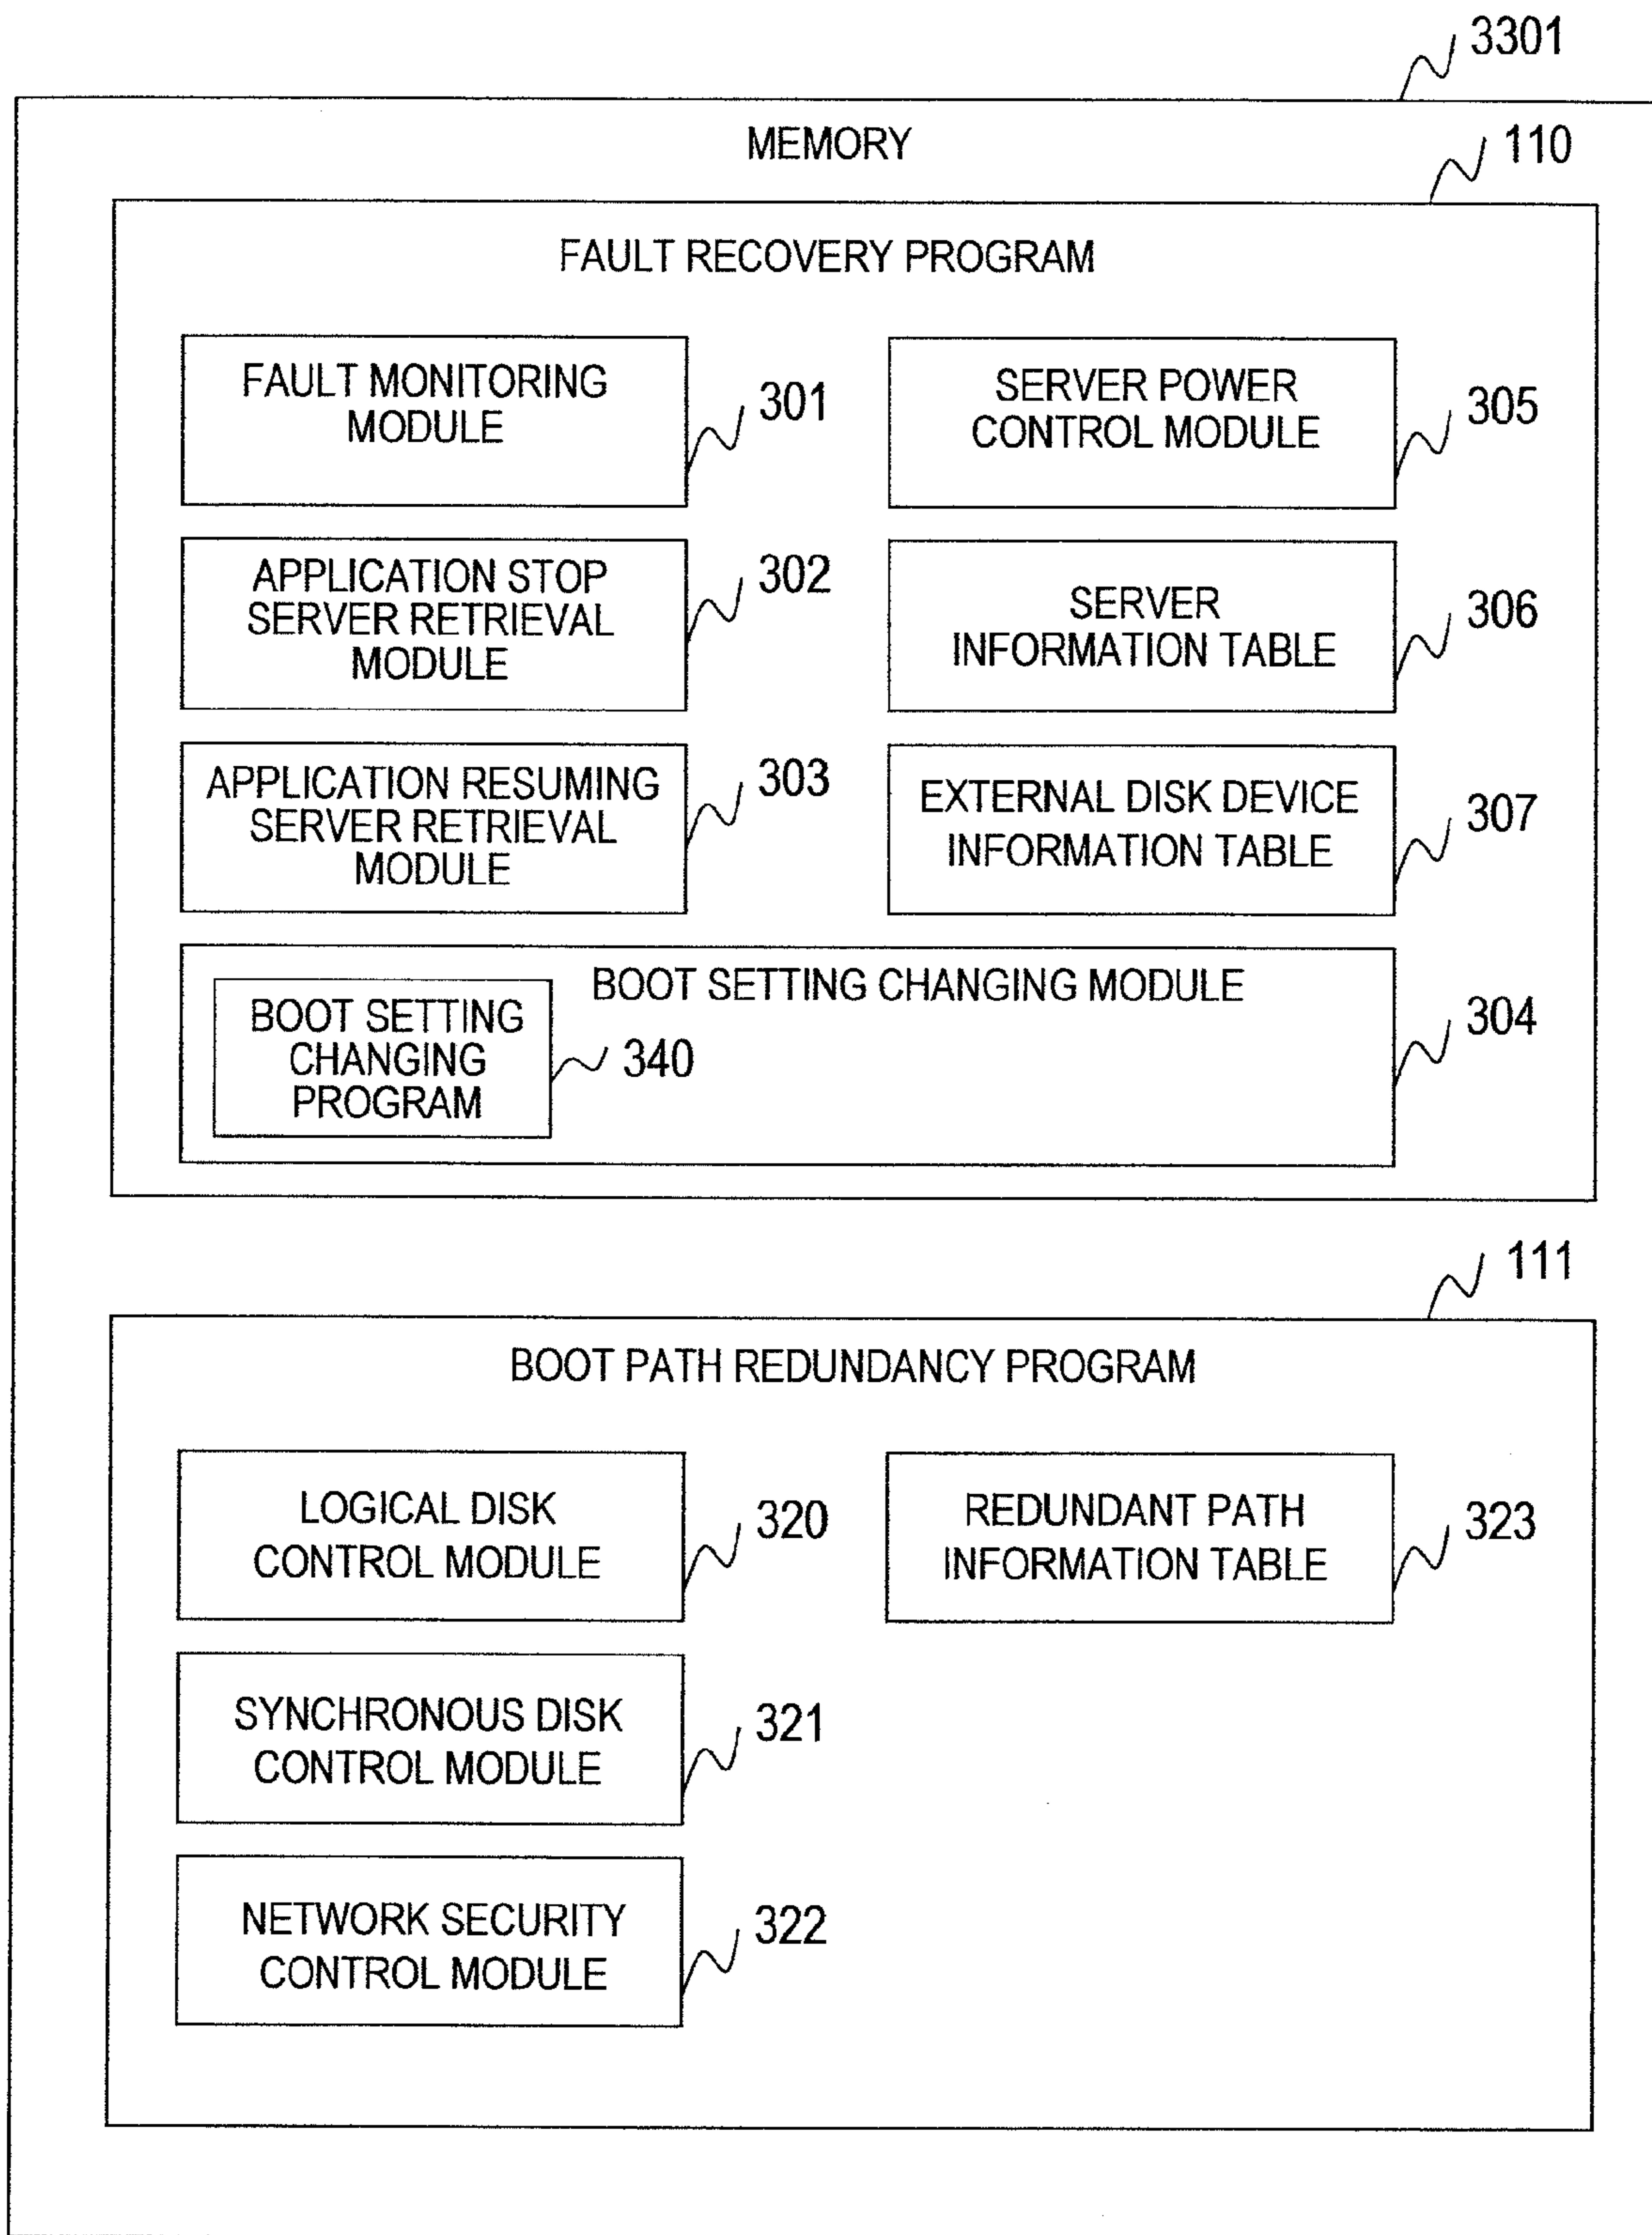 3301
MEMORY
110
FAULT RECOVERY PROGRAM
FAULT MONITORING
MODULE
301
SERVER POWER
CONTROL MODULE
305
APPLICATION STOP
SERVER RETRIEVAL
MODULE
302
SERVER
INFORMATION TABLE
306
APPLICATION RESUMING
SERVER RETRIEVAL
MODULE
303
EXTERNAL DISK DEVICE
INFORMATION TABLE
307
BOOT SETTING CHANGING MODULE
304
BOOT SETTING
CHANGING
PROGRAM
340
111
BOOT PATH REDUNDANCY PROGRAM
LOGICAL DISK
CONTROL MODULE
320
REDUNDANT PATH
INFORMATION TABLE
323
SYNCHRONOUS DISK
CONTROL MODULE
321
NETWORK SECURITY
CONTROL MODULE
322